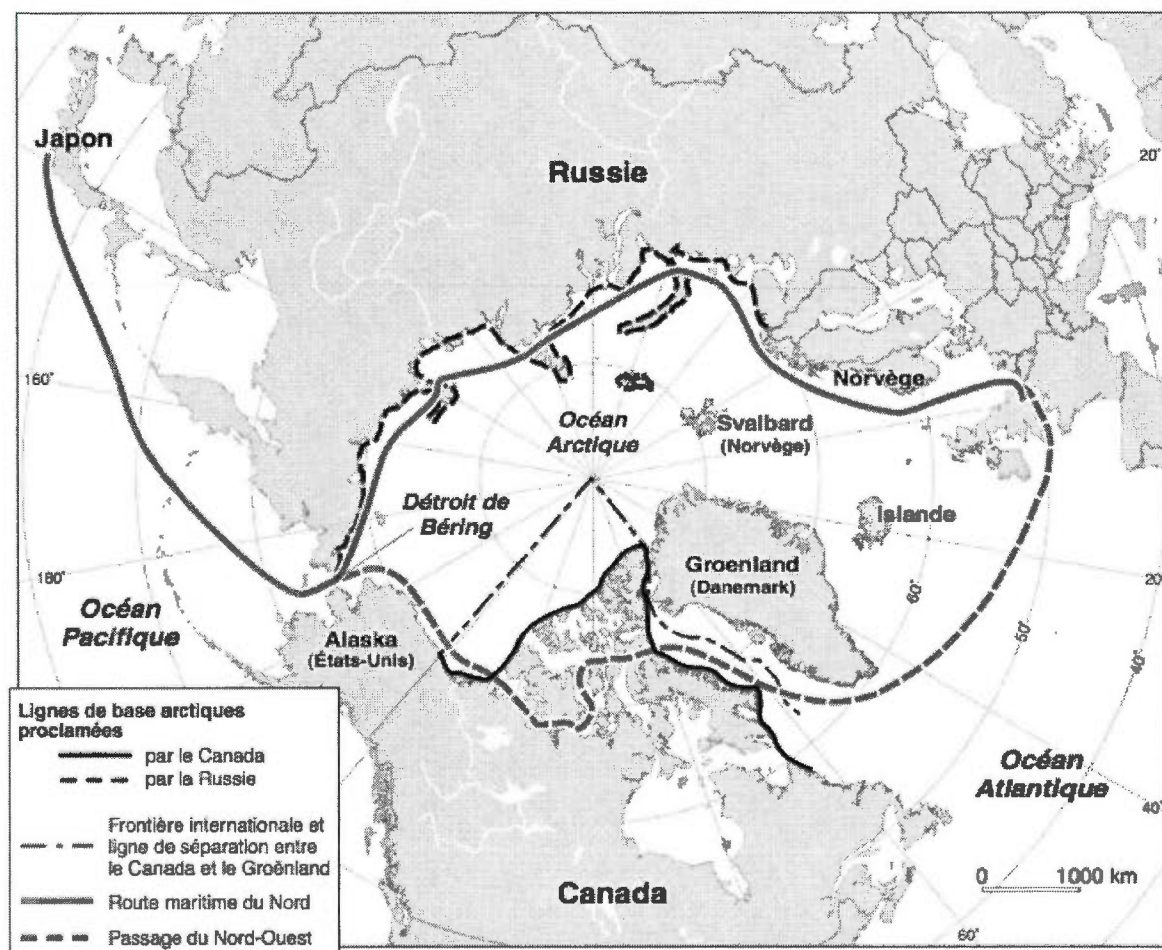 Japon
Russie
20°
160°
Norvège
Océan
Arctique
Svalbard
(Norvège)
Détroit de
Béring
Islande
180°
Groenland
(Danemark)
60°
20°
Océan
Pacifique
Alaska
(États-Unis)
50°
40°
Lignes de base arctiques
proclamées
par le Canada
par la Russie
Océan
Atlantique
Frontière internationale et
ligne de séparation entre
le Canada et le Groënland
40°
0 1000 km
Canada
Route maritime du Nord
Passage du Nord-Ouest
60°